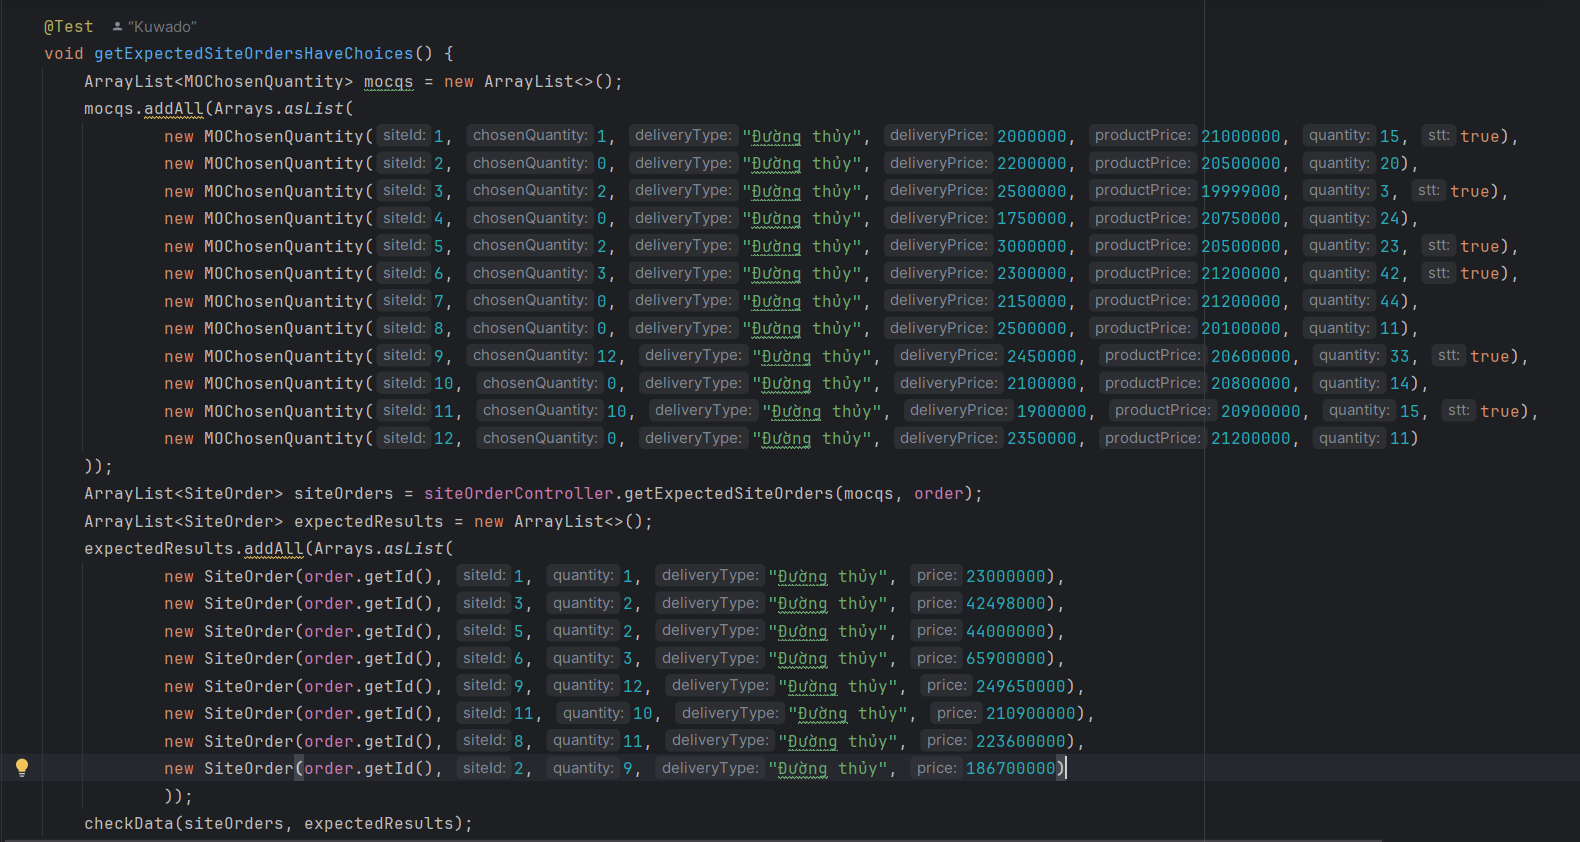 @Test “Kuwado”
void getExpectedSiteOrdersHaveChoices() {
ArrayList<MOChosenQuantity> mocqs = new ArrayList<>();
mocqs.addAll(Arrays.asList(
new MOChosenQuantity( siteId: 1, chosenQuantity: 1, deliveryType: "Đường thủy", deliveryPrice: 2000000, productPrice: 21000000, quantity: 15, stt: true),
new MOChosenQuantity( siteId: 2, chosenQuantity: 0, deliveryType: "Đường thủy", deliveryPrice: 2200000, productPrice: 20500000, quantity: 20),
new MOChosenQuantity( siteId: 3, chosenQuantity: 2, deliveryType: "Đường thủy", deliveryPrice: 2500000, productPrice: 19999000, quantity: 3, stt: true),
new MOChosenQuantity( siteId: 4, chosenQuantity: 0, deliveryType: "Đường thủy", deliveryPrice: 1750000, productPrice: 20750000, quantity: 24),
new MOChosenQuantity( siteId: 5, chosenQuantity: 2, deliveryType: "Đường thủy", deliveryPrice: 3000000, productPrice: 20500000, quantity: 23, stt: true),
new MOChosenQuantity( siteId: 6, chosenQuantity: 3, deliveryType: "Đường thủy", deliveryPrice: 2300000, productPrice: 21200000, quantity: 42, stt: true),
new MOChosenQuantity( siteId: 7, chosenQuantity: 0, deliveryType: "Đường thủy", deliveryPrice: 2150000, productPrice: 21200000, quantity: 44),
new MOChosenQuantity( siteId: 8, chosenQuantity: 0, deliveryType: "Đường thủy", deliveryPrice: 2500000, productPrice: 20100000, quantity: 11),
new MOChosenQuantity( siteId: 9, chosenQuantity: 12, deliveryType: "Đường thủy", deliveryPrice: 2450000, productPrice: 20600000, quantity: 33, stt: true),
new MOChosenQuantity( siteId: 10, chosenQuantity: 0, deliveryType: "Đường thủy", deliveryPrice: 2100000, productPrice: 20800000, quantity: 14),
new MOChosenQuantity( siteId: 11, chosenQuantity: 10, deliveryType: "Đường thủy", deliveryPrice: 1900000, productPrice: 20900000, quantity: 15, stt: true),
new MOChosenQuantity( siteId: 12, chosenQuantity: 0, deliveryType: "Đường thủy", deliveryPrice: 2350000, productPrice: 21200000, quantity: 11)
));
ArrayList<SiteOrder> siteOrders = siteOrderController.getExpectedSiteOrders(mocqs, order);
ArrayList<SiteOrder> expectedResults = new ArrayList<>();
expectedResults.addAll(Arrays.asList(
new SiteOrder(order.getId(), siteId: 1, quantity: 1, deliveryType: "Đường thủy", price: 23000000),
new SiteOrder(order.getId(), siteId: 3, quantity: 2, deliveryType: "Đường thủy", price: 42498000),
new SiteOrder(order.getId(), siteId: 5, quantity: 2, deliveryType: "Đường thủy", price: 44000000),
new SiteOrder(order.getId(), siteId: 6, quantity: 3, deliveryType: "Đường thủy", price: 65900000),
new SiteOrder(order.getId(), siteId: 9, quantity: 12, deliveryType: "Đường thủy", price: 249650000),
new SiteOrder(order.getId(), siteId: 11, quantity: 10, deliveryType: "Đường thủy", price: 210900000),
new SiteOrder(order.getId(), siteId: 8, quantity: 11, deliveryType: "Đường thủy", price: 223600000),
new SiteOrder(order.getId(), siteId: 2, quantity: 9, deliveryType: "Đường thủy", price: 186700000)
));
checkData(siteOrders, expectedResults);